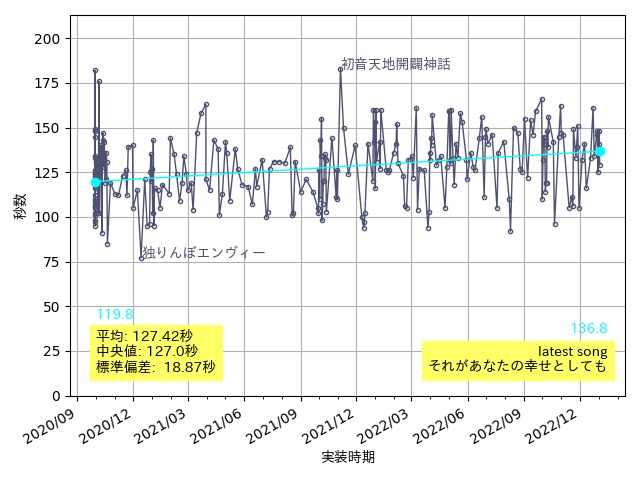 200
175
150
125
100
75
50
25
0
秒数
初音天地開闢神話
独りんぼエンヴィー
119.8
136.8
平均: 127.42秒
中央値: 127.0秒
標準偏差: 18.87秒
latest song
それがあなたの幸せとしても
2020/09
2020/12
2021/03
2021/06
2021/09
2021/12
2022/03
2022/06
2022/09
2022/12
実装時期